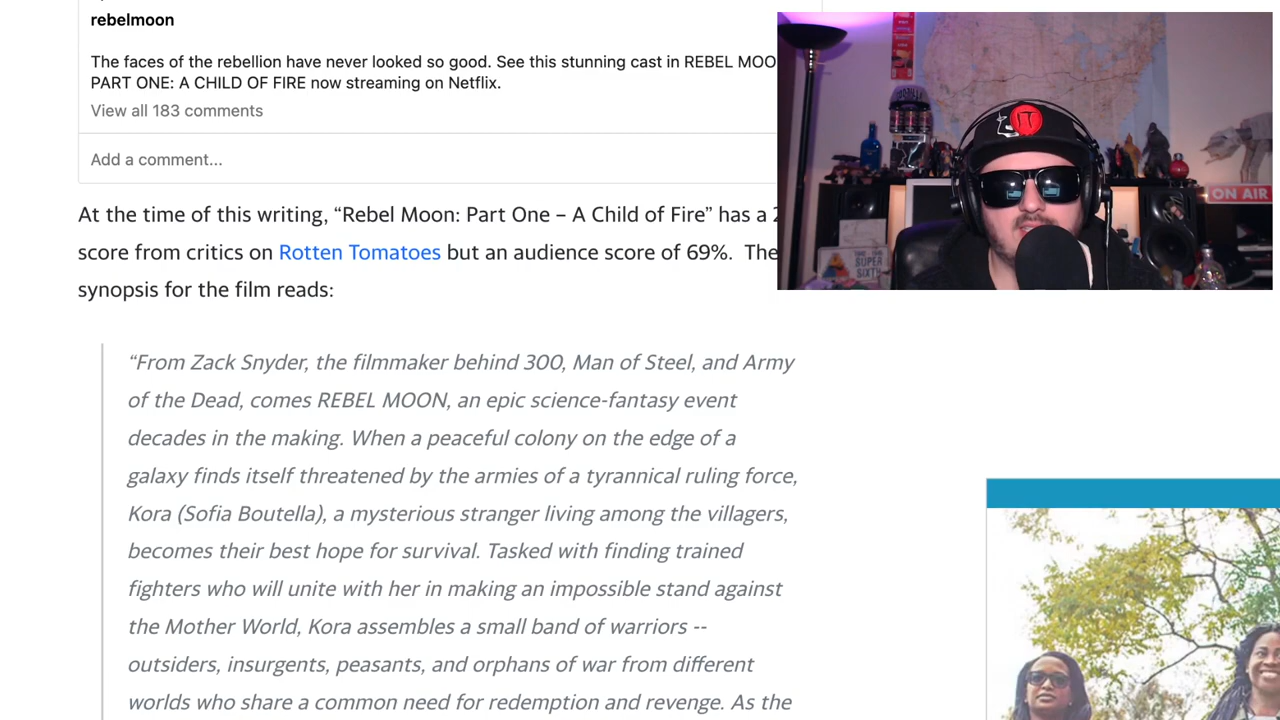 rebelmoon
The faces of the rebellion have never looked so good. See this stunning cast in REBEL MOO
PART ONE: A CHILD OF FIRE now streaming on Netflix.
View all 183 comments
Add a comment...
At the time of this writing, “Rebel Moon: Part One – A Child of Fire” has a 2
score from critics on Rotten Tomatoes but an audience score of 69%. The
synopsis for the film reads:
“From Zack Snyder, the filmmaker behind 300, Man of Steel, and Army
of the Dead, comes REBEL MOON, an epic science-fantasy event
decades in the making. When a peaceful colony on the edge of a
galaxy finds itself threatened by the armies of a tyrannical ruling force,
Kora (Sofia Boutella), a mysterious stranger living among the villagers,
becomes their best hope for survival. Tasked with finding trained
fighters who will unite with her in making an impossible stand against
the Mother World, Kora assembles a small band of warriors --
outsiders, insurgents, peasants, and orphans of war from different
worlds who share a common need for redemption and revenge. As the
ON AIR
SUPER
SIXTH